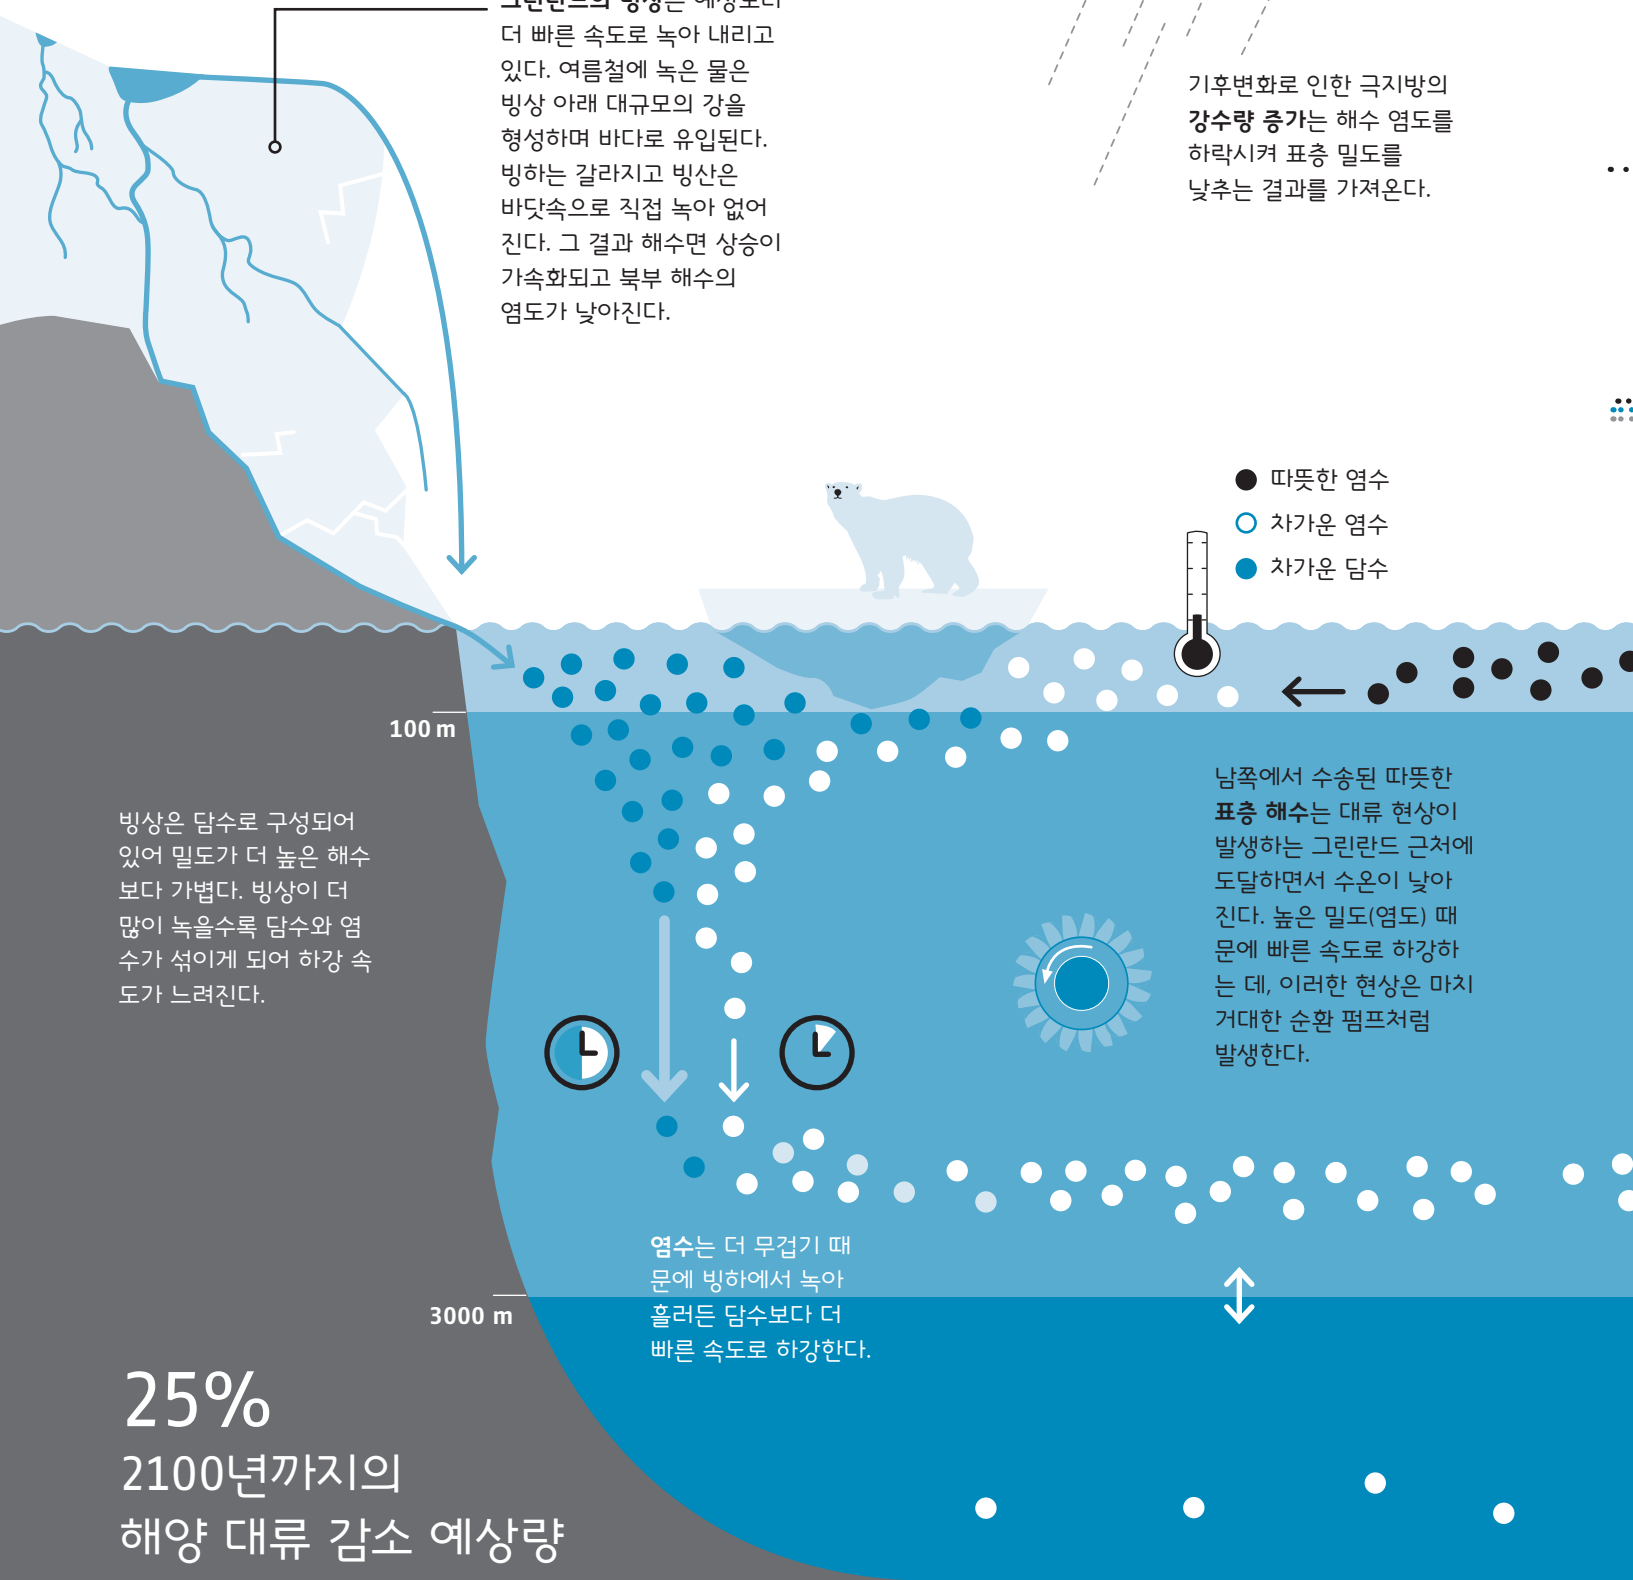 더 빠른 속도로 녹아 내리고
있다. 여름철에 녹은 물은
빙상 아래 대규모의 강을
형성하며 바다로 유입된다.
빙하는 갈라지고 빙산은
바닷속으로 직접 녹아 없어
진다. 그 결과 해수면 상승이
가속화되고 북부 해수의
염도가 낮아진다.
기후변화로 인한 극지방의
강수량 증가는 해수 염도를
하락시켜 표층 밀도를
낮추는 결과를 가져온다.
따뜻한 염수
차가운 염수
차가운 담수
100 m
남쪽에서 수송된 따뜻한
표층 해수는 대류 현상이
발생하는 그린란드 근처에
도달하면서 수온이 낮아
진다. 높은 밀도(염도) 때
문에 빠른 속도로 하강하
는 데, 이러한 현상은 마치
거대한 순환 펌프처럼
발생한다.
빙상은 담수로 구성되어
있어 밀도가 더 높은 해수
보다 가볍다. 빙상이 더
많이 녹을수록 담수와 염
수가 섞이게 되어 하강 속
도가 느려진다.
염수는 더 무겁기 때
문에 빙하에서 녹아
흘러든 담수보다 더
빠른 속도로 하강한다.
3000 m
25%
2100년까지의
해양 대류 감소 예상량